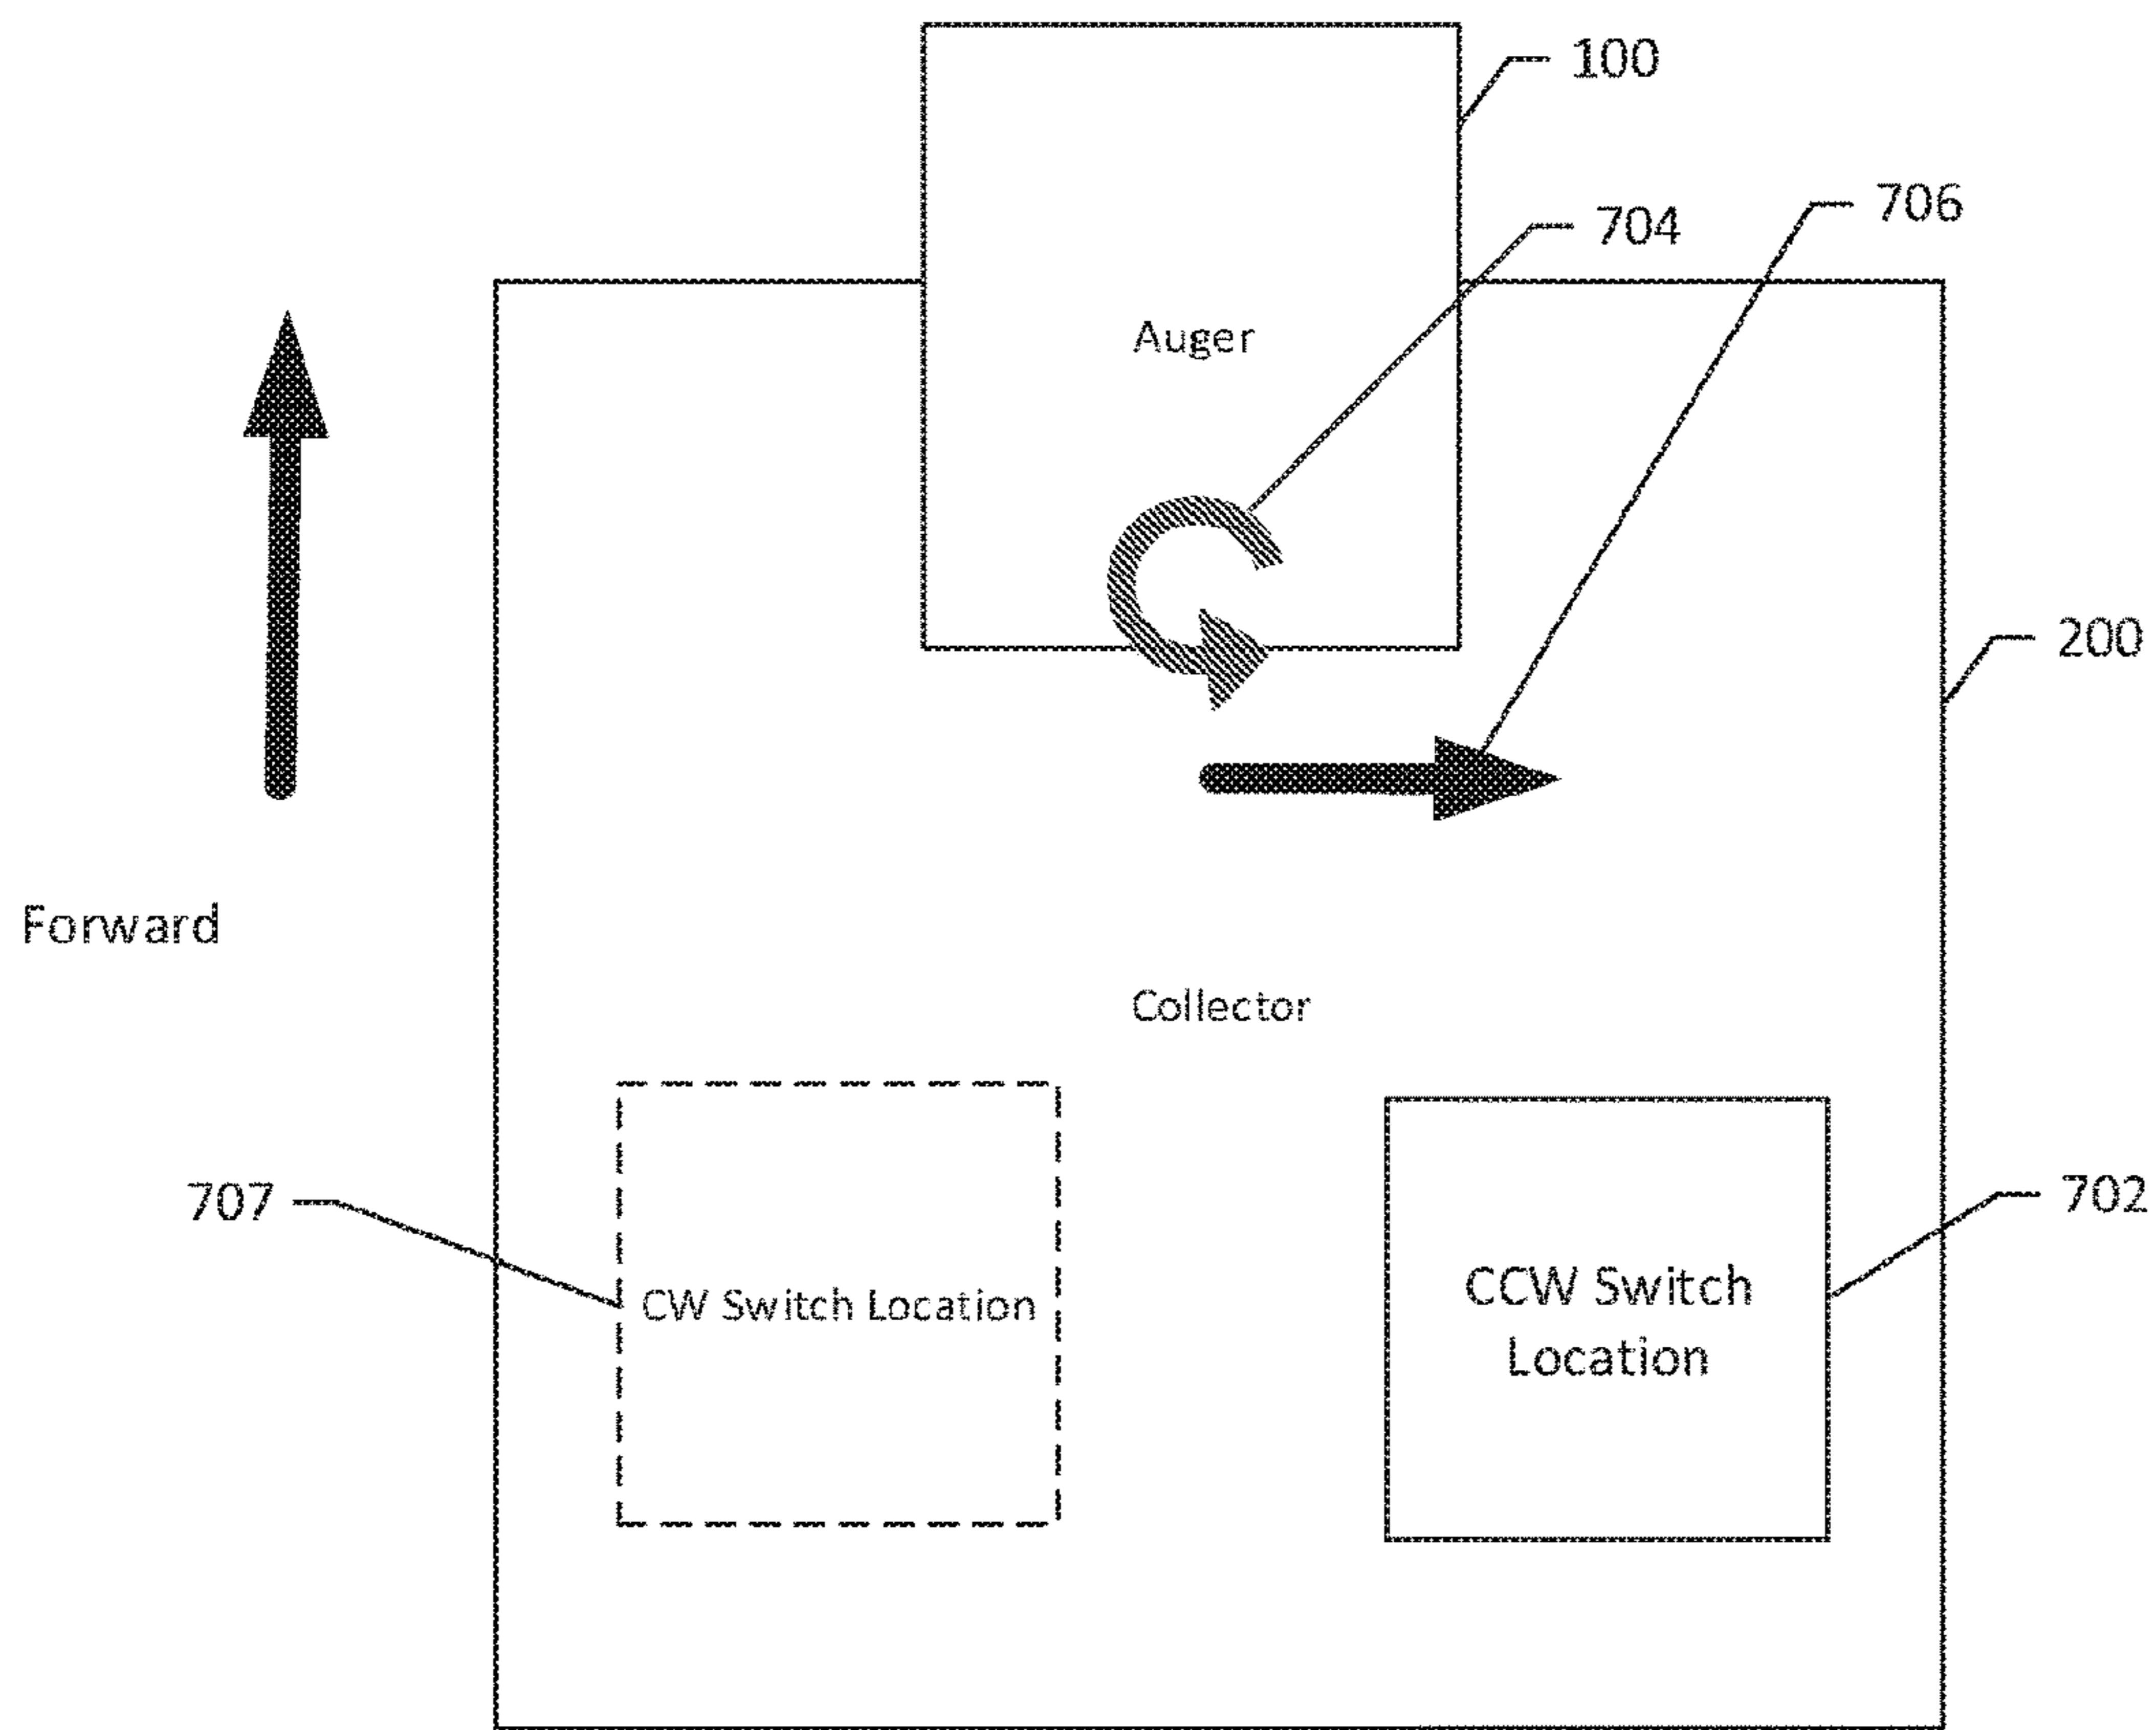 100
706
704
Auger
200
Forward
Collector
707
702
CW Switch Location
CCW Switch
Location